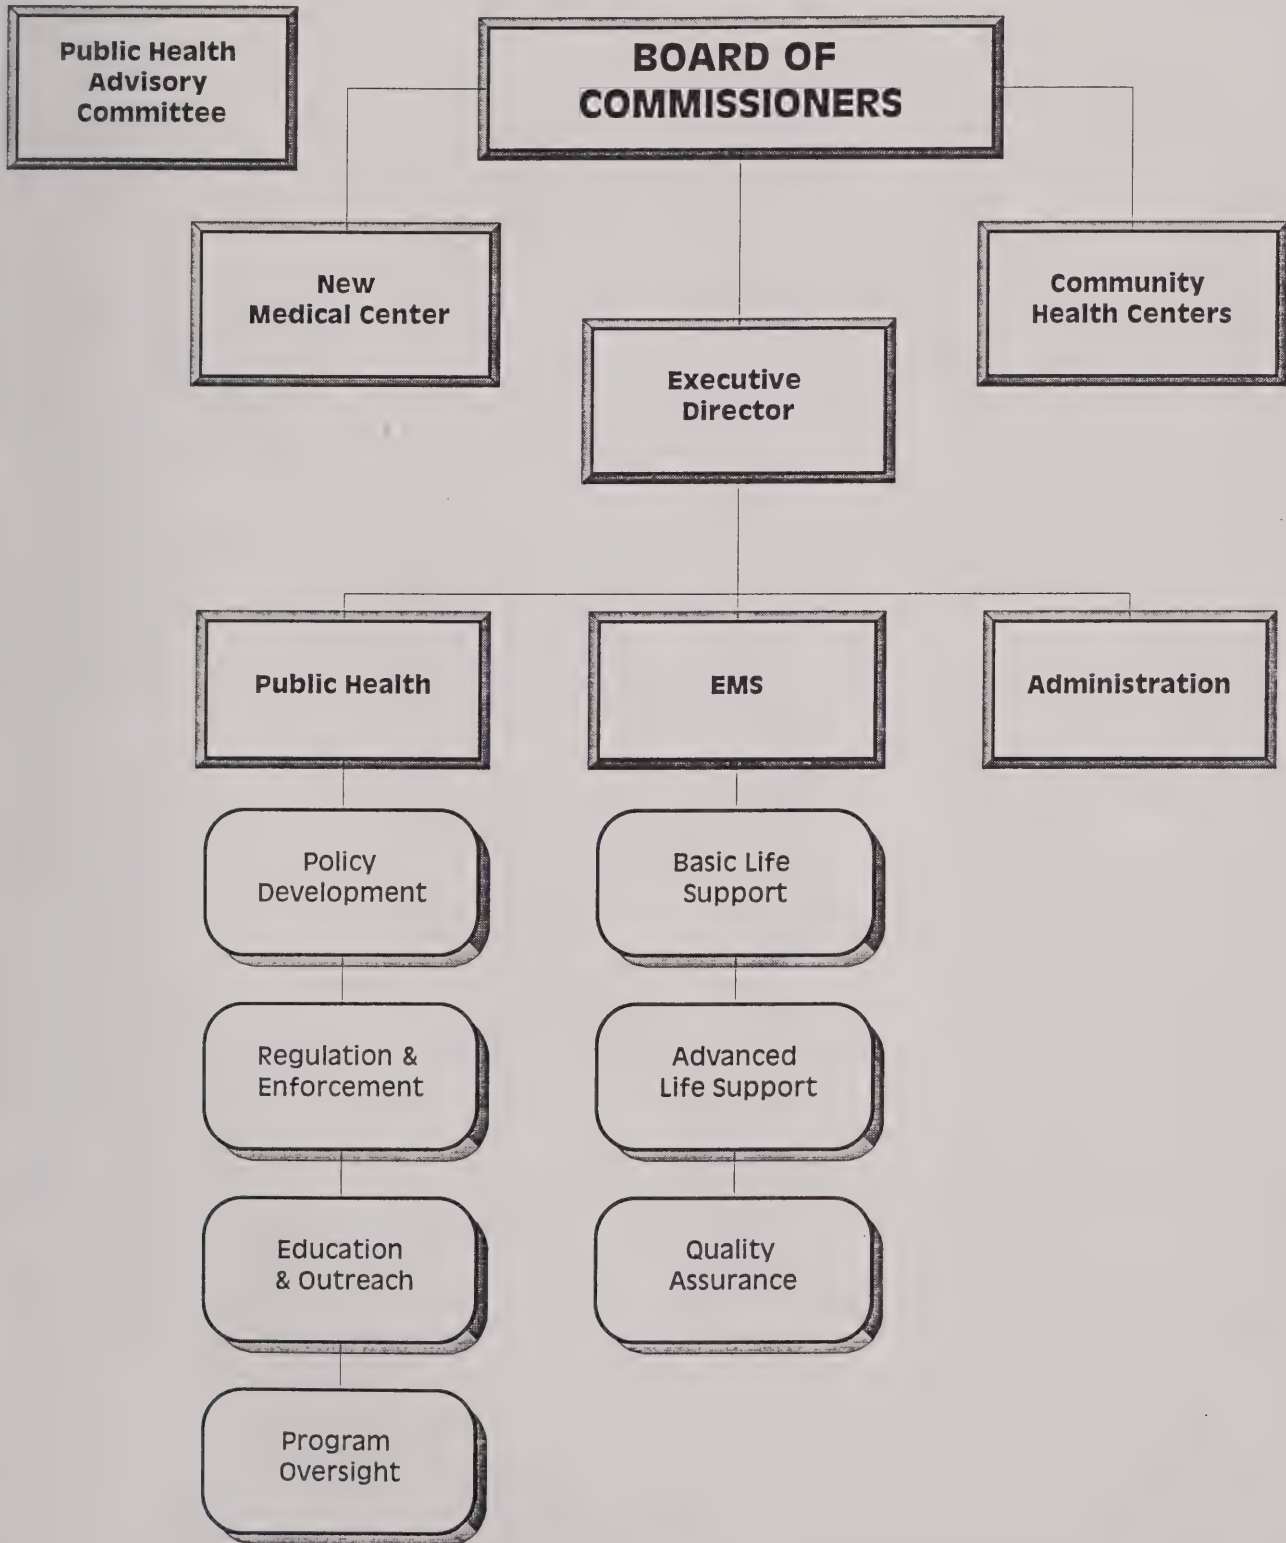 Public Health
Advisory
Committee
BOARD OF
COMMISSIONERS
New
Medical Center
Community
Health Centers
Executive
Director
Public Health
EMS
Administration
Policy
Development
Basic Life
Support
Regulation &
Enforcement
Advanced
Life Support
Education
& Outreach
Quality
Assurance
Program
Oversight